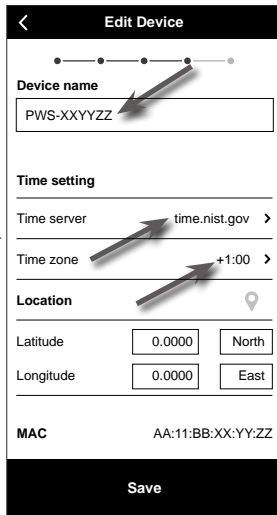 Edit Device
Device name
PWS-XXYYZZ
Time setting
Time server time.nist.gov
Time zone +1:00
Location
Latitude 0.0000 North
Longitude 0.0000 East
MAC AA:11:BB:XX:YY:ZZ
Save